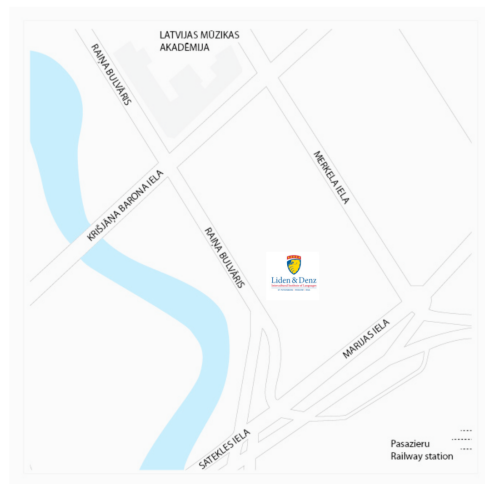 LATVIJAS MŪZIKAS
AKADĒMIJA
RAIŅA BULVĀRIS
MERĶEĻA IELA
KRIŠJĀŅA BARONA IELA
RAIŅA BULVĀRIS
Liden & Denz
MARIJAS IELA
SATEKLES IELA
Pasazieru
Railway station